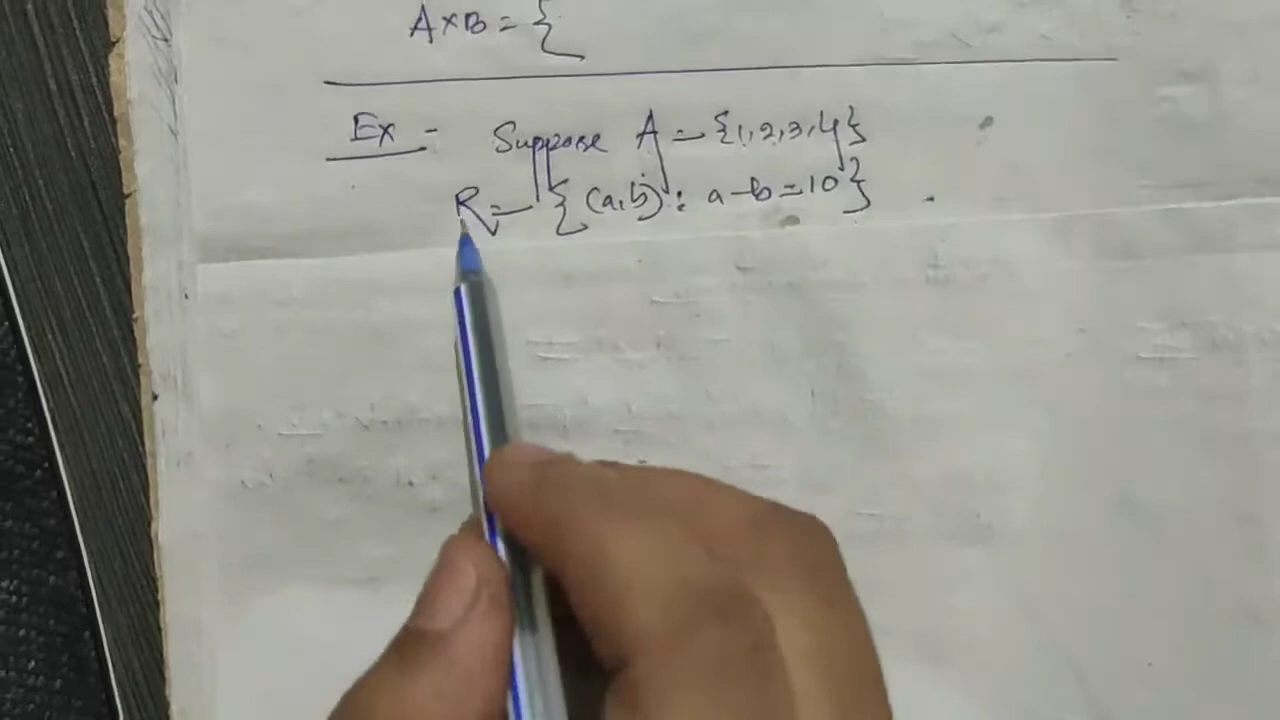 A×B = {
Ex - Suppose A = {1,2,3,4}
R = {(a,b) : a-b=10}